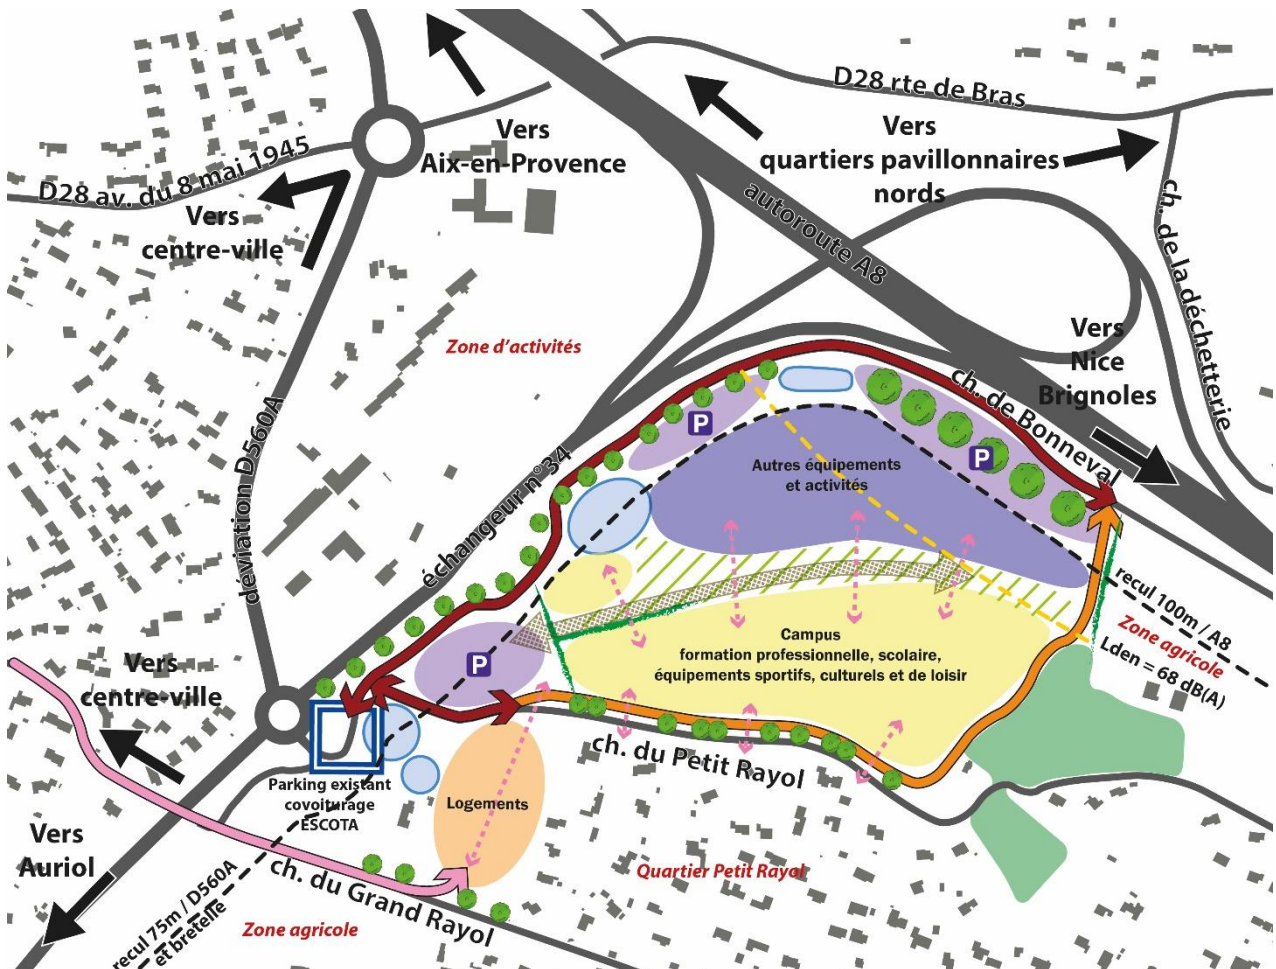 D28 rte de Bras
Vers
Aix-en-Provence
Vers
quartiers pavillonnaires
nords
D28 av. du 8 mai 1945
Vers
centre-ville
autoroute A8
ch. de la déchetterie
Zone d'activités
Vers
Nice
Brignoles
ch. de Bonneval
déviation D560A
échangeur n°34
P
P
Autres équipements
et activités
recul 100m / A8
Zone agricole
Lden = 68 dB(A)
Campus
formation professionnelle, scolaire,
équipements sportifs, culturels et de loisir
P
Vers
centre-ville
ch. du Petit Rayol
Parking existant
covoiturage
ESCOTA
Logements
Vers
Auriol
ch. du Grand Rayol
Quartier Petit Rayol
recul 75m / D560A
et bretelle
Zone agricole